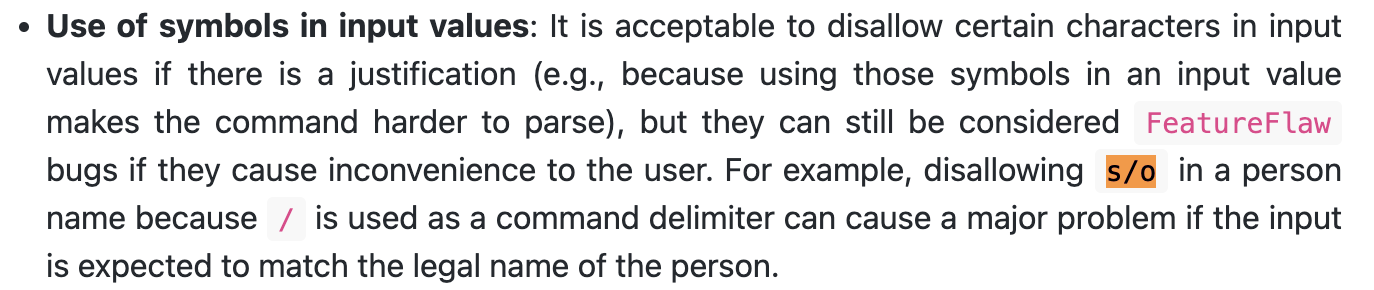 • Use of symbols in input values: It is acceptable to disallow certain characters in input
values if there is a justification (e.g., because using those symbols in an input value
makes the command harder to parse), but they can still be considered FeatureFlaw
bugs if they cause inconvenience to the user. For example, disallowing s/o in a person
name because / is used as a command delimiter can cause a major problem if the input
is expected to match the legal name of the person.